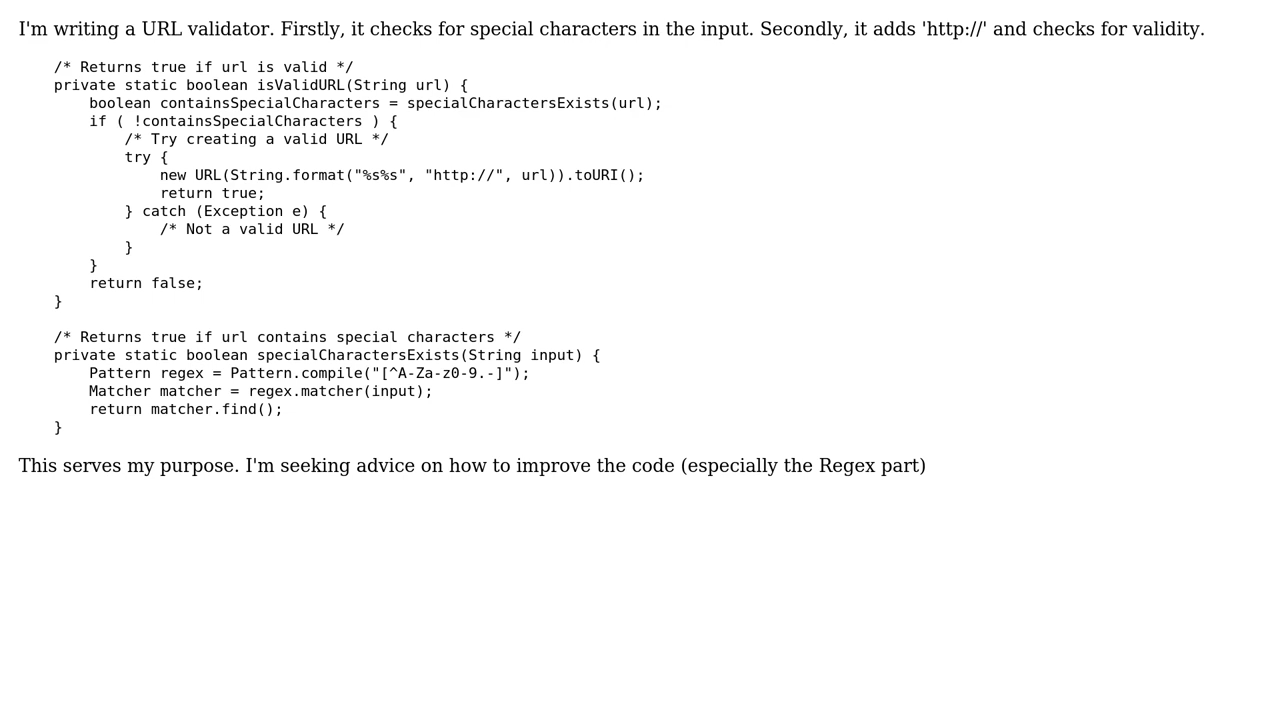 I'm writing a URL validator. Firstly, it checks for special characters in the input. Secondly, it adds 'http://' and checks for validity.
/* Returns true if url is valid */
private static boolean isValidURL(String url) {
    boolean containsSpecialCharacters = specialCharactersExists(url);
    if ( !containsSpecialCharacters ) {
        /* Try creating a valid URL */
        try {
            new URL(String.format("%s%s", "http://", url)).toURI();
            return true;
        } catch (Exception e) {
            /* Not a valid URL */
        }
    }
    return false;
}
/* Returns true if url contains special characters */
private static boolean specialCharactersExists(String input) {
    Pattern regex = Pattern.compile("[^A-Za-z0-9.-]");
    Matcher matcher = regex.matcher(input);
    return matcher.find();
}
This serves my purpose. I'm seeking advice on how to improve the code (especially the Regex part)